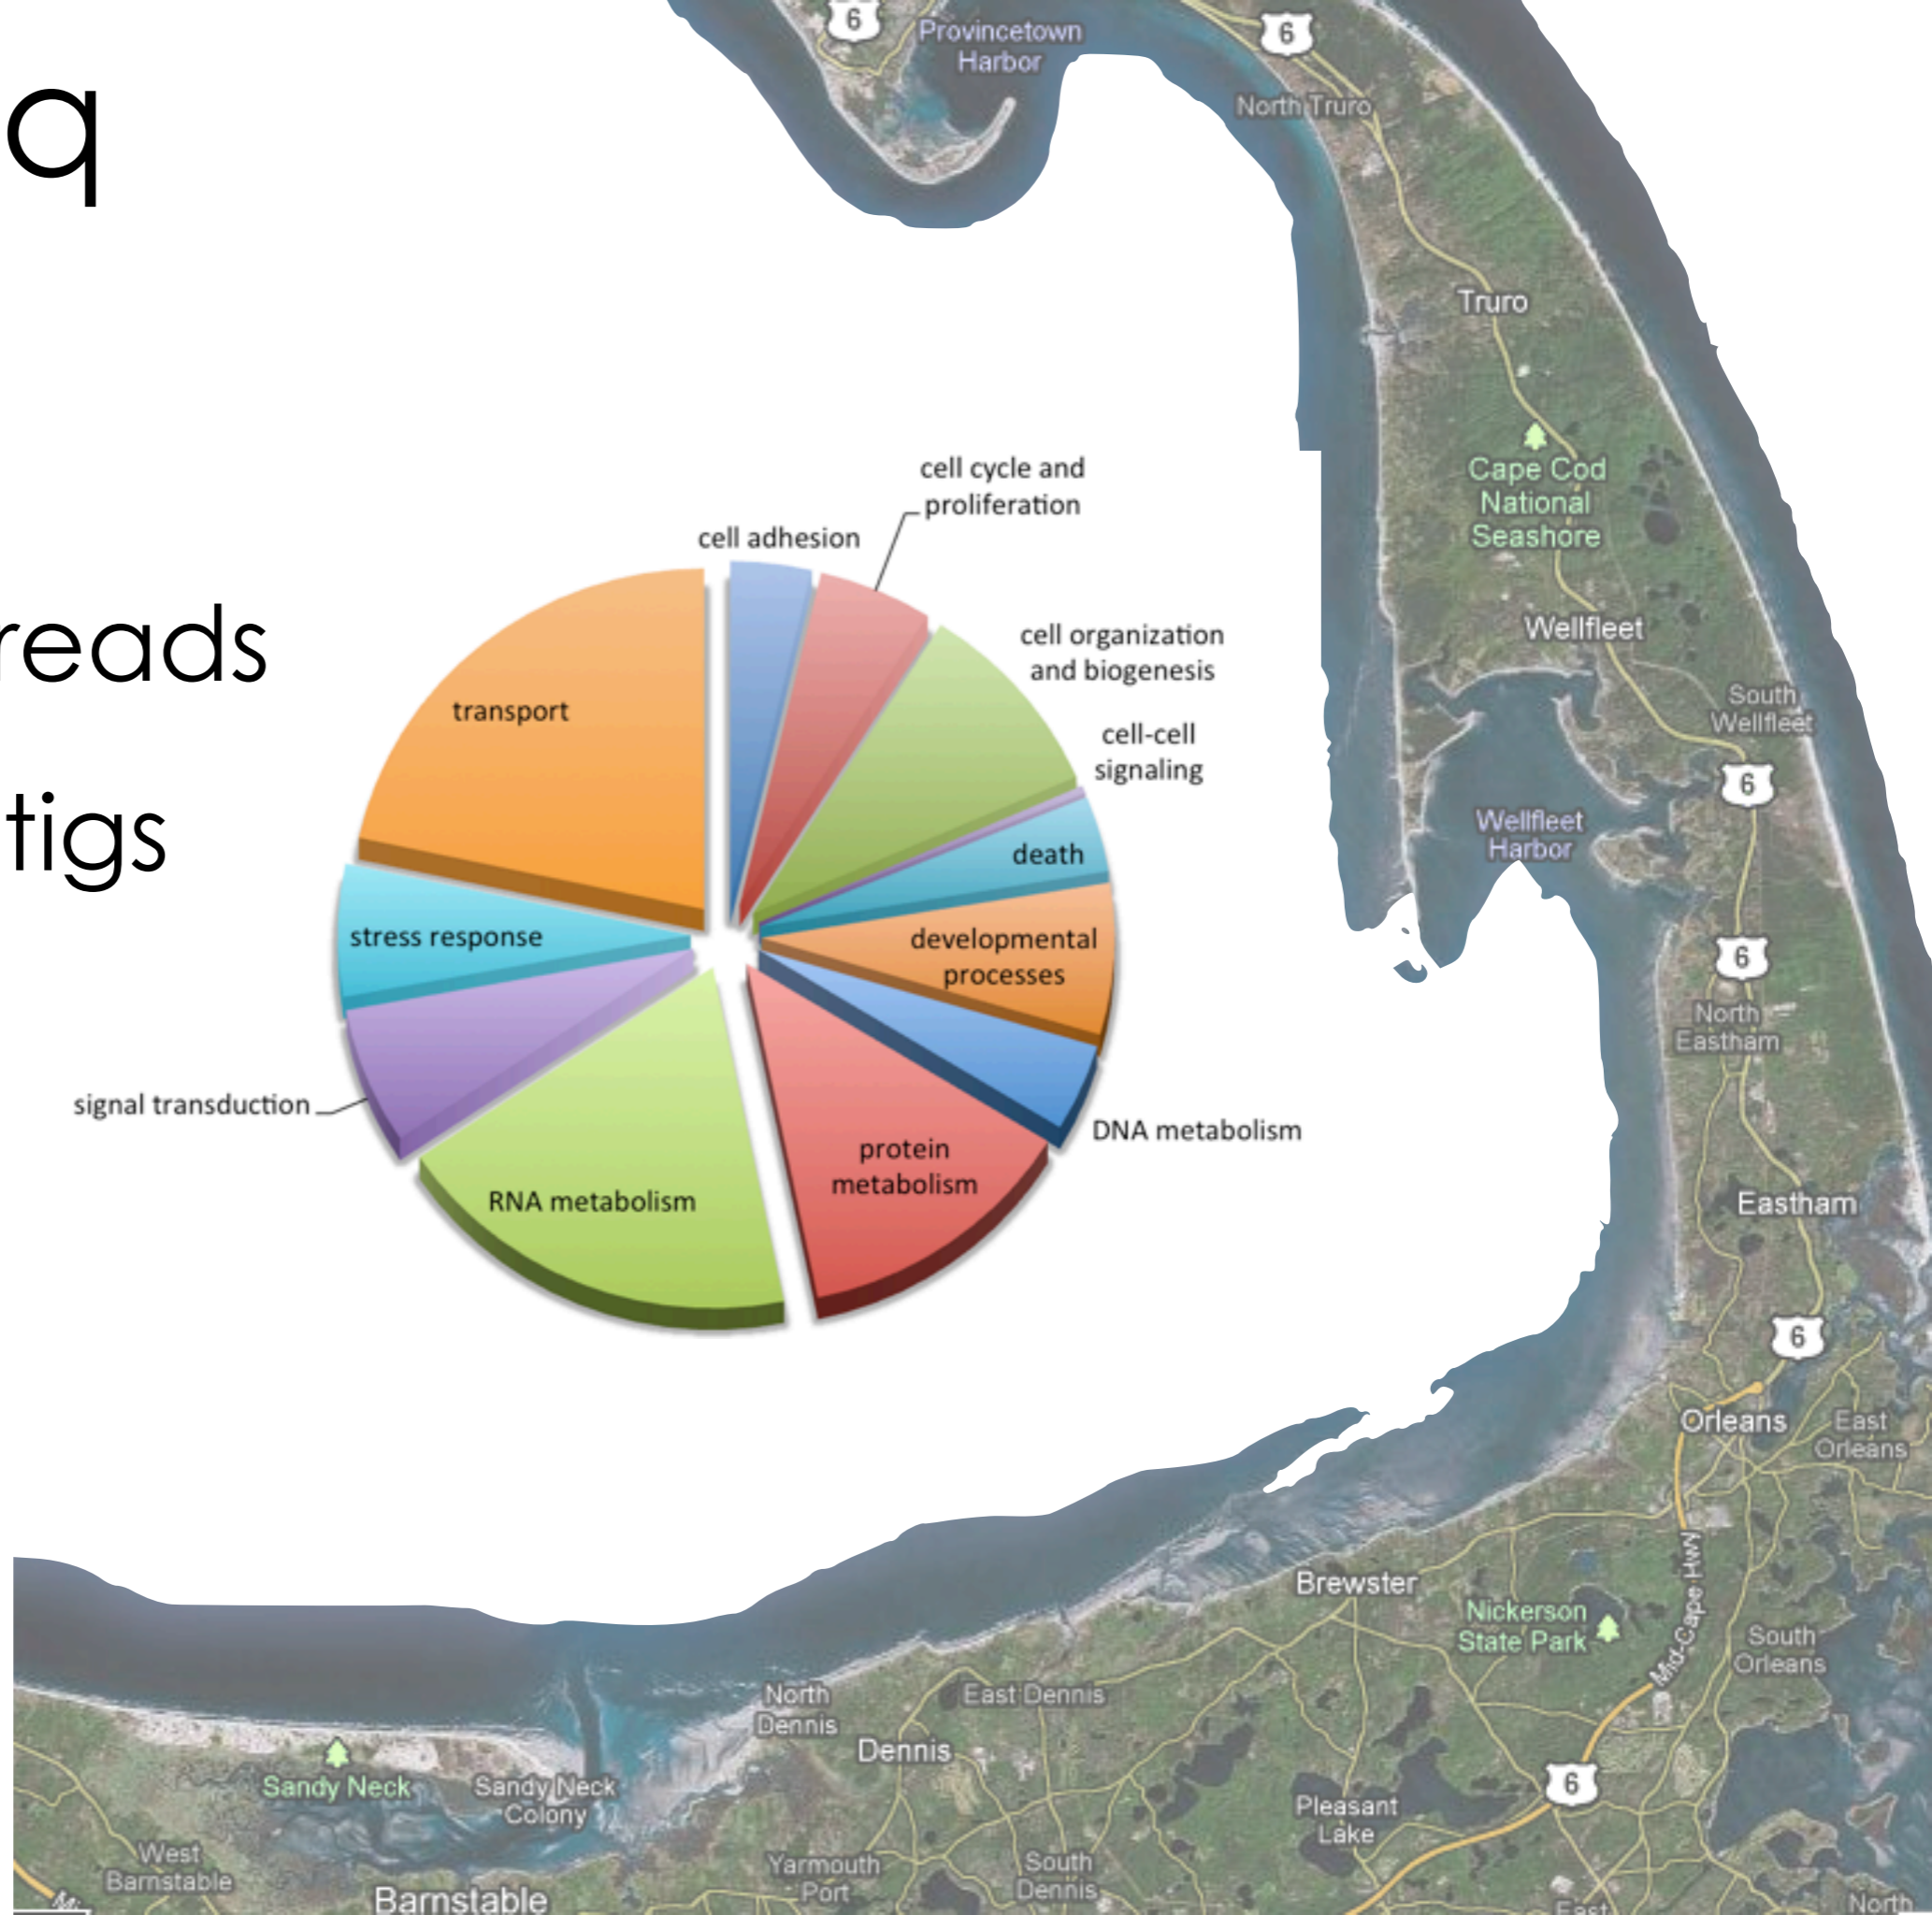 q
reads
tigs
cell adhesion
cell cycle and
proliferation
cell organization
and biogenesis
cell-cell
signaling
death
developmental
processes
DNA metabolism
protein
metabolism
RNA metabolism
signal transduction
stress response
transport
6
Provincetown
Harbor
6
North Truro
Truro
Cape Cod
National
Seashore
Wellfleet
South
Wellfleet
6
Wellfleet
Harbor
6
North
Eastham
Eastham
6
Orleans
East
Orleans
Brewster
Nickerson
State Park
Mid-Cape Hwy
South
Orleans
North
Dennis
East Dennis
Dennis
Sandy Neck
Sandy Neck
Colony
6
Pleasant
Lake
West
Barnstable
Barnstable
Yarmouth
Port
South
Dennis
East
North